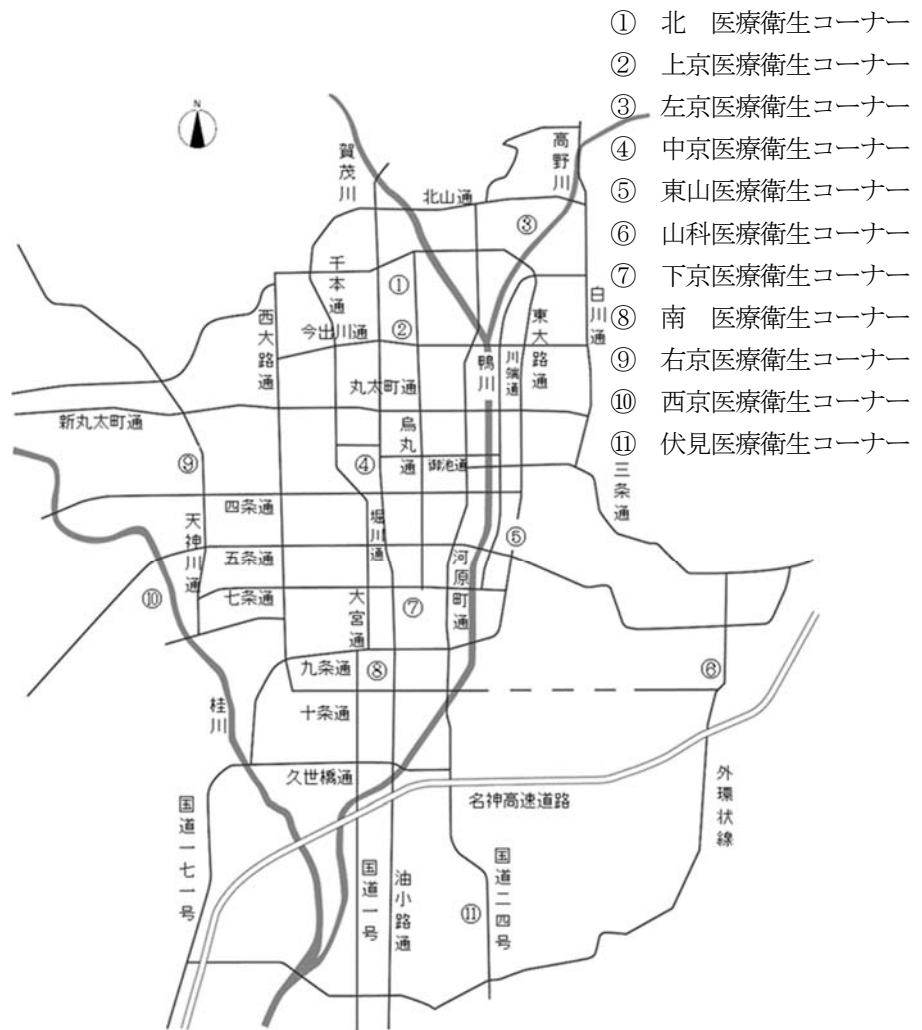 ① 北　医療衛生コーナー
② 上京医療衛生コーナー
③ 左京医療衛生コーナー
④ 中京医療衛生コーナー
⑤ 東山医療衛生コーナー
⑥ 山科医療衛生コーナー
⑦ 下京医療衛生コーナー
⑧ 南　医療衛生コーナー
⑨ 右京医療衛生コーナー
⑩ 西京医療衛生コーナー
⑪ 伏見医療衛生コーナー
N
賀茂川
高野川
北山通
③
千本通
①
西大路通
今出川通
②
東大路通
白川通
鴨川
川端通
丸太町通
新丸太町通
烏丸通
⑨
④
御池通
三条通
四条通
天神川通
堀川通
⑤
五条通
河原町通
⑩
七条通
大宮通
⑦
九条通
⑧
⑥
桂川
十条通
久世橋通
名神高速道路
外環状線
国道一七一号
国道一号
油小路通
国道二四号
⑪